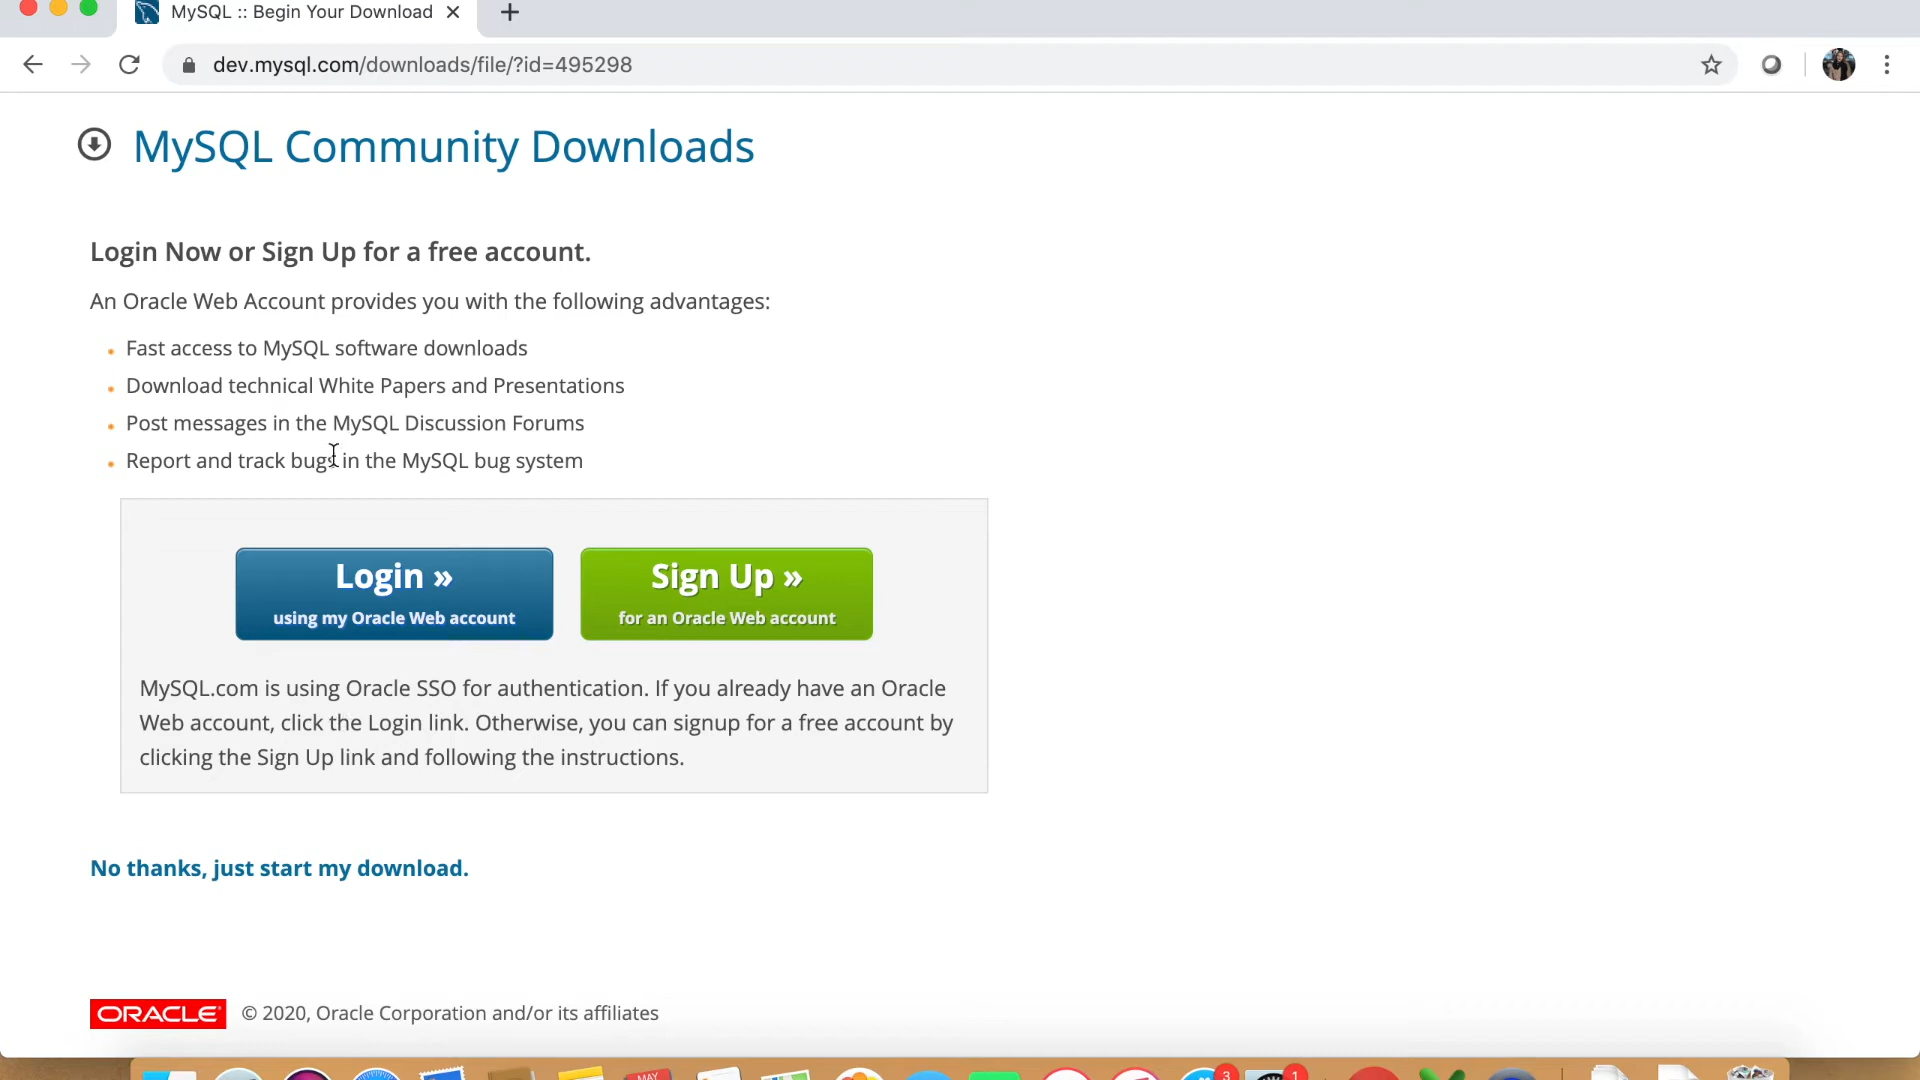 MySQL :: Begin Your Download
dev.mysql.com/downloads/file/?id=495298
MySQL Community Downloads
Login Now or Sign Up for a free account.
An Oracle Web Account provides you with the following advantages:
Fast access to MySQL software downloads
Download technical White Papers and Presentations
Post messages in the MySQL Discussion Forums
Report and track bugs in the MySQL bug system
Login »
using my Oracle Web account
Sign Up »
for an Oracle Web account
MySQL.com is using Oracle SSO for authentication. If you already have an Oracle
Web account, click the Login link. Otherwise, you can signup for a free account by
clicking the Sign Up link and following the instructions.
No thanks, just start my download.
ORACLE © 2020, Oracle Corporation and/or its affiliates
MAY
3
1